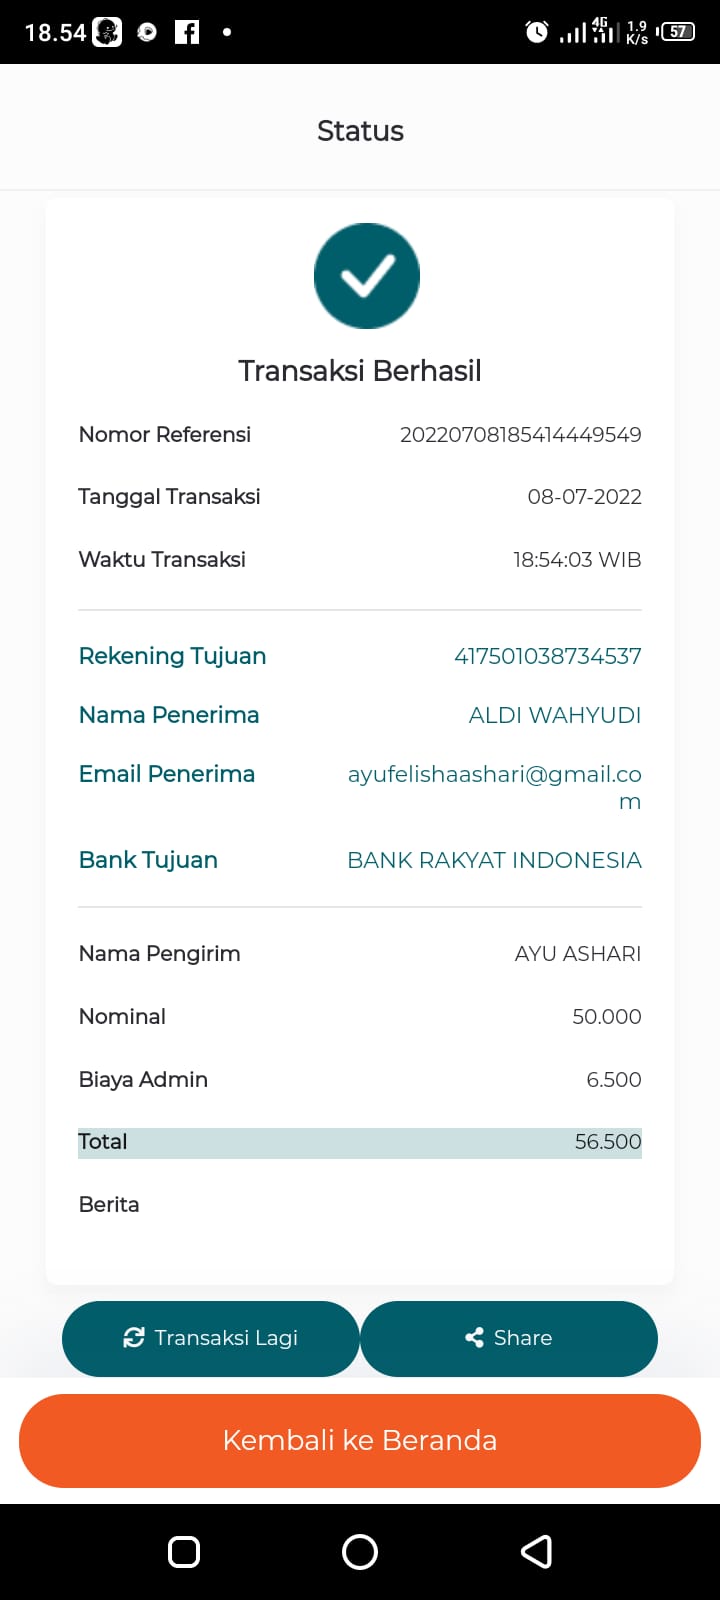 18.54
4G
1.9
K/s
57
Status
Transaksi Berhasil
Nomor Referensi 20220708185414449549
Tanggal Transaksi 08-07-2022
Waktu Transaksi 18:54:03 WIB
Rekening Tujuan 417501038734537
Nama Penerima ALDI WAHYUDI
Email Penerima ayufelishaashari@gmail.co
m
Bank Tujuan BANK RAKYAT INDONESIA
Nama Pengirim AYU ASHARI
Nominal 50.000
Biaya Admin 6.500
Total 56.500
Berita
Transaksi Lagi Share
Kembali ke Beranda